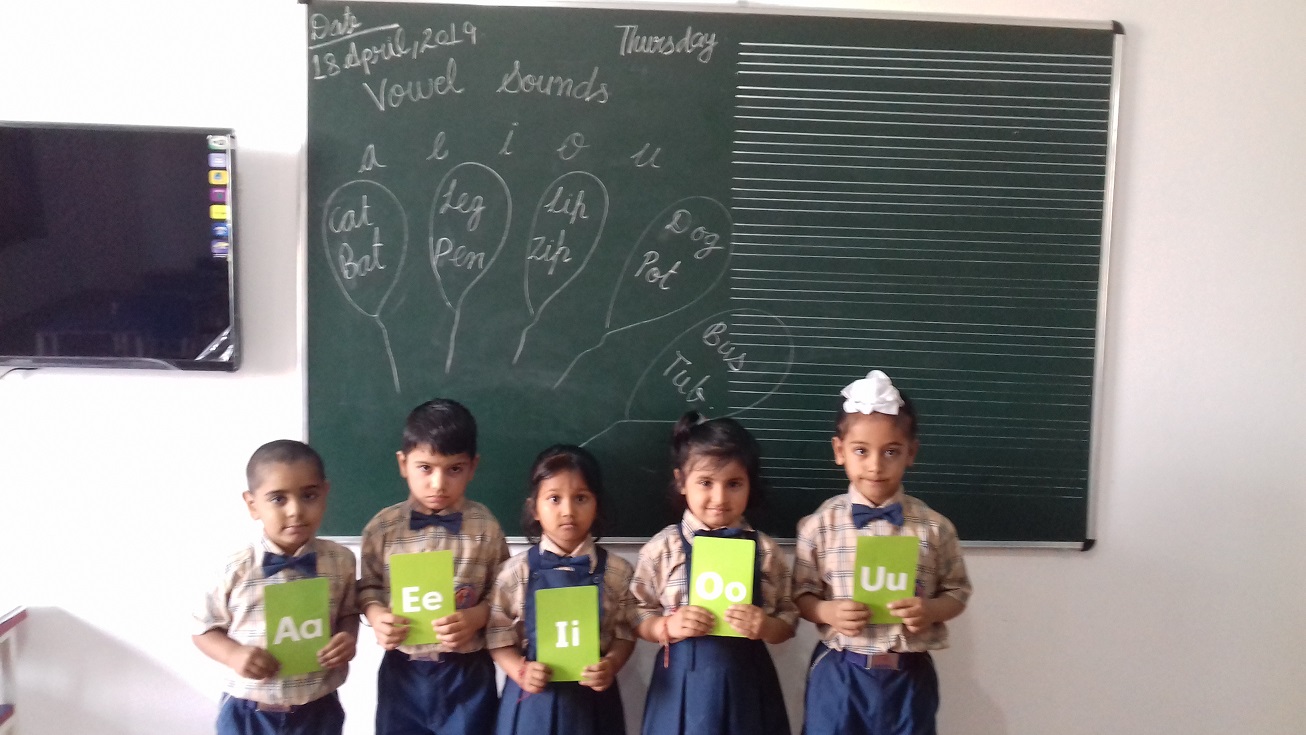 Date
18 April, 2019
Thursday
Vowel Sounds
a e i o u
Cat
Bat
Leg
Pen
Lip
Zip
Dog
Pot
Bus
Tub.
Aa
Ee
Ii
Oo
Uu